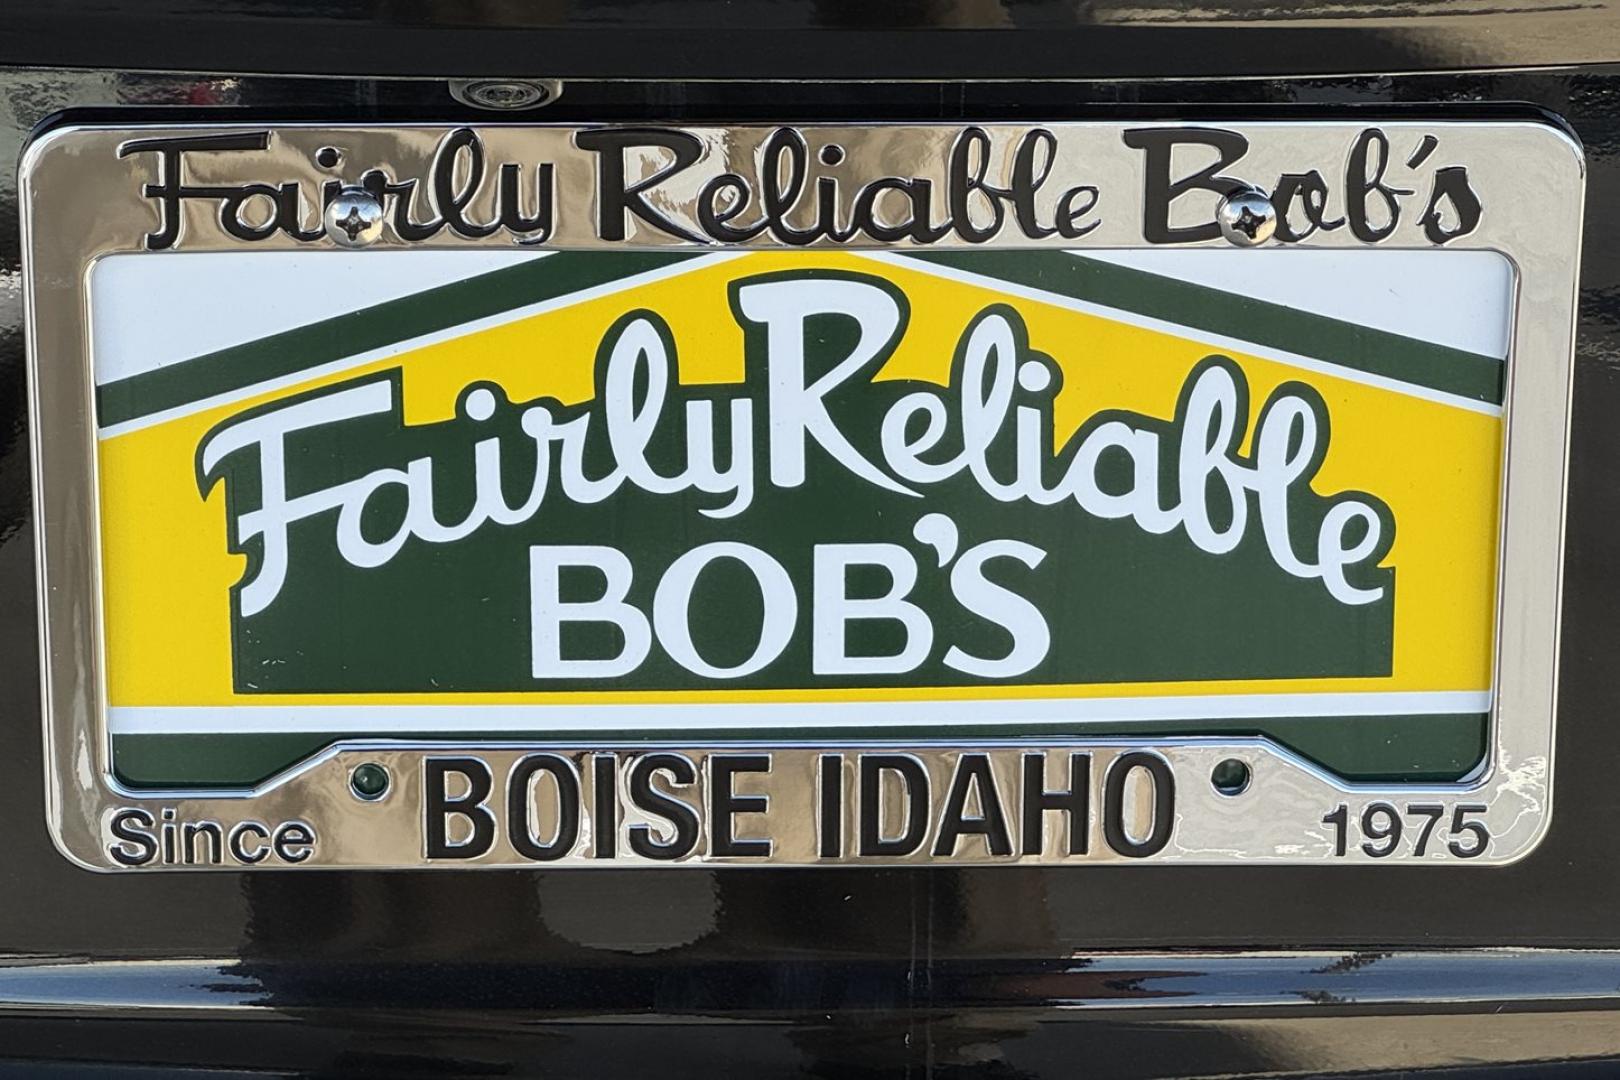 Fairly Reliable Bob's
Fairly Reliable
BOB'S
BOISE IDAHO
Since 1975